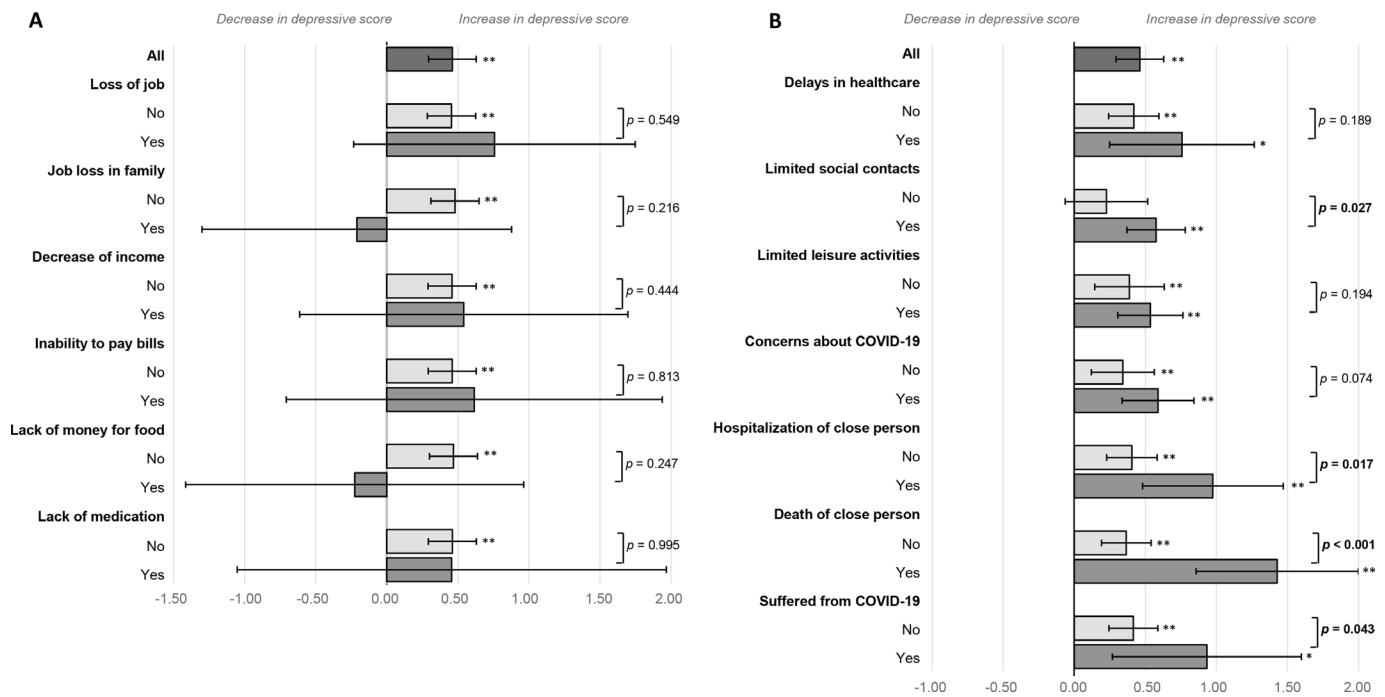 A
Decrease in depressive score
Increase in depressive score
All
**
Loss of job
No
**
Yes
p = 0.549
Job loss in family
No
**
Yes
p = 0.216
Decrease of income
No
**
Yes
p = 0.444
Inability to pay bills
No
**
Yes
p = 0.813
Lack of money for food
No
**
Yes
p = 0.247
Lack of medication
No
**
Yes
p = 0.995
-1.50 -1.00 -0.50 0.00 0.50 1.00 1.50 2.00
B
Decrease in depressive score
Increase in depressive score
All
**
Delays in healthcare
No
**
Yes
*
p = 0.189
Limited social contacts
No
Yes
**
p = 0.027
Limited leisure activities
No
**
Yes
**
p = 0.194
Concerns about COVID-19
No
**
Yes
**
p = 0.074
Hospitalization of close person
No
**
Yes
**
p = 0.017
Death of close person
No
**
Yes
**
p < 0.001
Suffered from COVID-19
No
**
Yes
*
p = 0.043
-1.00 -0.50 0.00 0.50 1.00 1.50 2.00